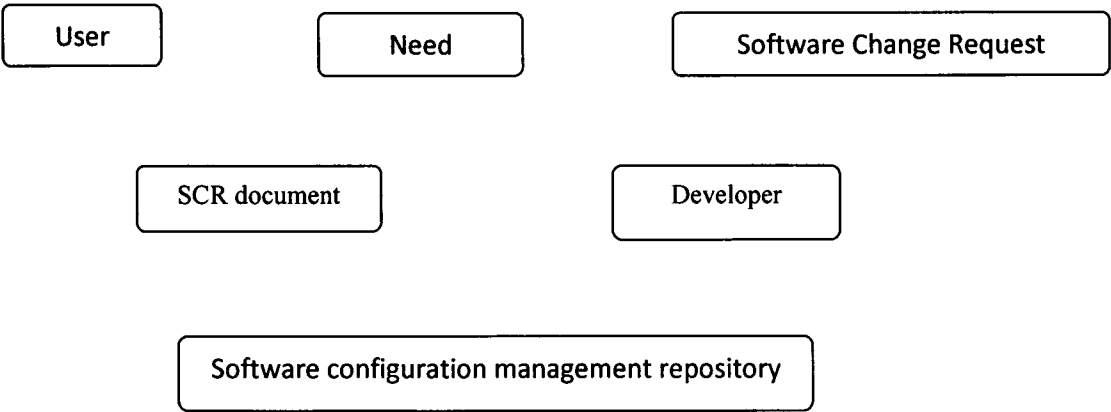 User
Need
Software Change Request
SCR document
Developer
Software configuration management repository